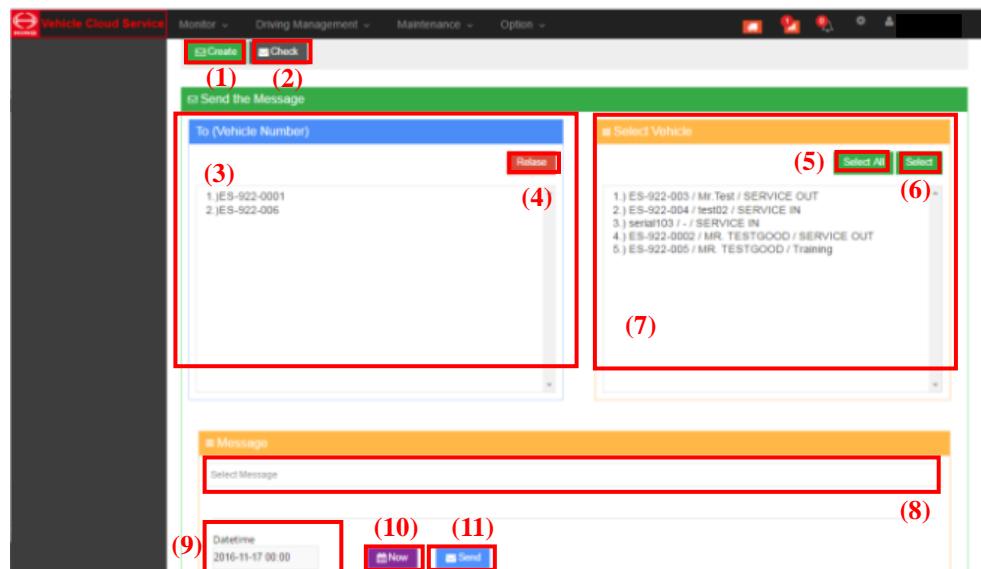 Vehicle Cloud Service Monitor Driving Management Maintenance Option
Create Check
(1) (2)
Send the Message
To (Vehicle Number)
Select Vehicle
(3) Relase (5) Select All Select
(4) (6)
1.)ES-922-0001
2.)ES-922-006
1.) ES-922-003 / Mr.Test / SERVICE OUT
2.) ES-922-004 / test02 / SERVICE IN
3.) serial103 / - / SERVICE IN
4.) ES-922-0002 / MR. TESTGOOD / SERVICE OUT
5.) ES-922-005 / MR. TESTGOOD / Training
(7)
Message
Select Message
(8)
(9) Datetime (10) (11)
2016-11-17 00:00 Now Send